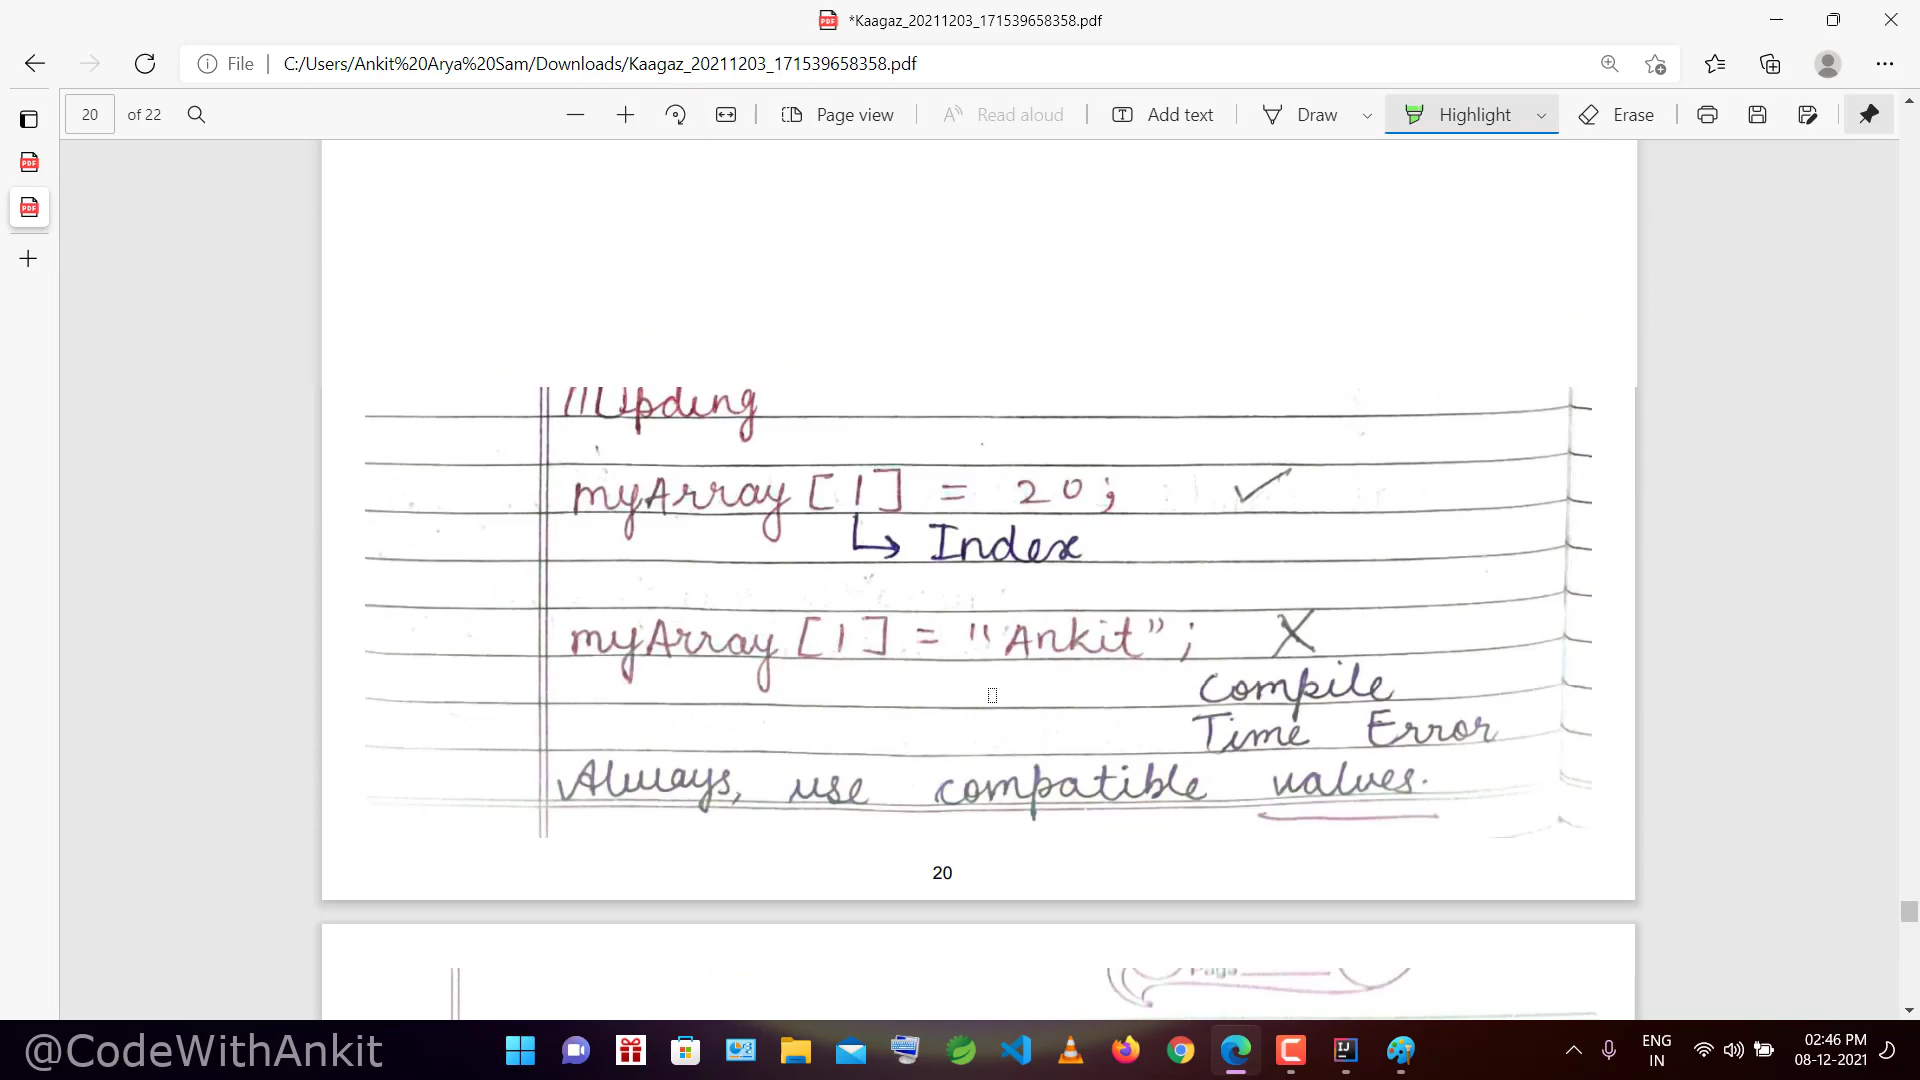 *Kaagaz_20211203_171539658358.pdf
File
C:/Users/Ankit%20Arya%20Sam/Downloads/Kaagaz_20211203_171539658358.pdf
20 of 22
Page view
Read aloud
Add text
Draw
Highlight
Erase
//Upding
myArray [1] = 20; ✓
↳ Index
myArray [1] = "Ankit"; X
Compile
Time Error
Always, use compatible values.
20
Page
@CodeWithAnkit
ENG
IN
02:46 PM
08-12-2021